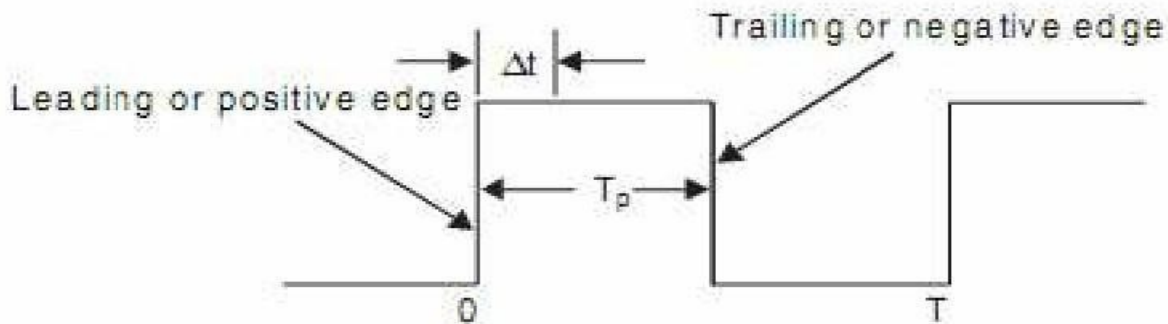 Trailing or negative edge
Δt
Leading or positive edge
Tp
0
T